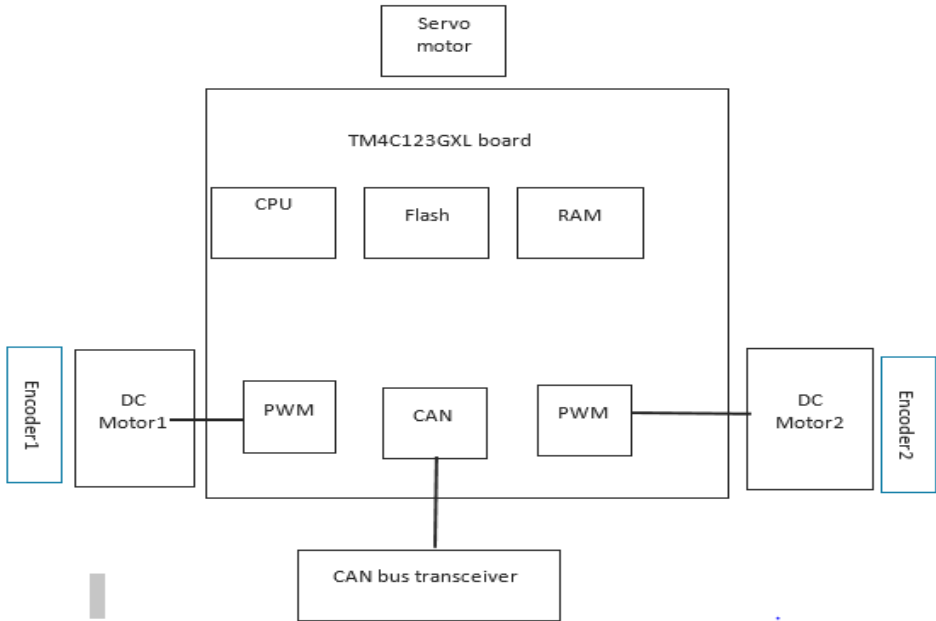 Servo
motor
TM4C123GXL board
CPU
Flash
RAM
Encoder1
DC
Motor1
PWM
CAN
PWM
DC
Motor2
Encoder2
CAN bus transceiver